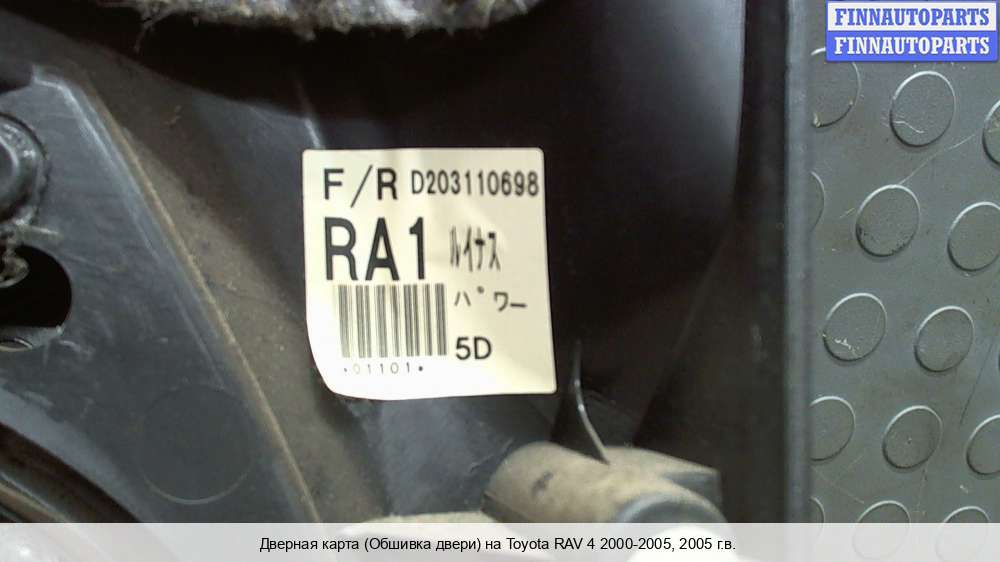 FINNAUTOPARTS
FINNAUTOPARTS
F/R D203110698
RA1 ルイナス
パワー
5D
*01101*
Дверная карта (Обшивка двери) на Toyota RAV 4 2000-2005, 2005 г.в.